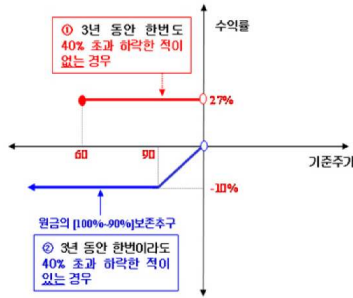 수익률
① 3년 동안 한번도
40% 초과 하락한 적이
없는 경우
27%
60
90
기준주가
-10%
원금의 [100%~90%]보존추구
② 3년 동안 한번이라도
40% 초과 하락한 적이
있는 경우